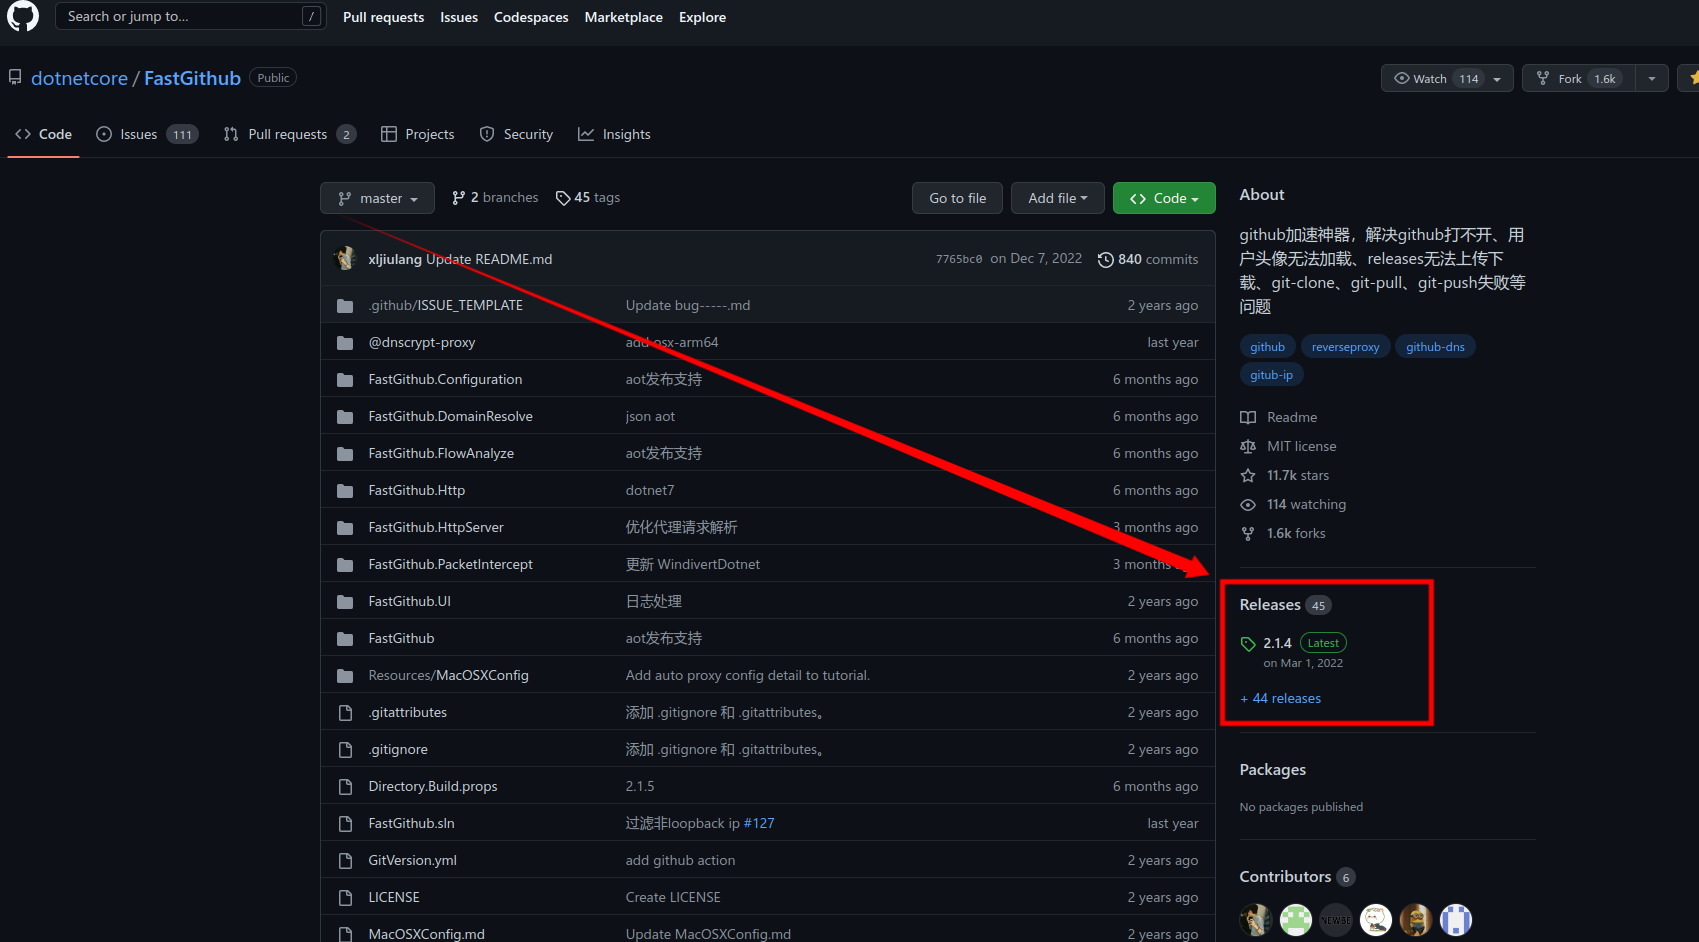 Search or jump to... /
Pull requests Issues Codespaces Marketplace Explore
dotnetcore / FastGithub Public
Watch 114 Fork 1.6k
Code Issues 111 Pull requests 2 Projects Security Insights
master 2 branches 45 tags Go to file Add file Code
xljiulang Update README.md 7765bc0 on Dec 7, 2022 840 commits
.github/ISSUE_TEMPLATE Update bug-----.md 2 years ago
@dnscrypt-proxy add osx-arm64 last year
FastGithub.Configuration aot发布支持 6 months ago
FastGithub.DomainResolve json aot 6 months ago
FastGithub.FlowAnalyze aot发布支持 6 months ago
FastGithub.Http dotnet7 6 months ago
FastGithub.HttpServer 优化代理请求解析 3 months ago
FastGithub.PacketIntercept 更新 WindivertDotnet 3 months ago
FastGithub.UI 日志处理 2 years ago
FastGithub aot发布支持 6 months ago
Resources/MacOSXConfig Add auto proxy config detail to tutorial. 2 years ago
.gitattributes 添加 .gitignore 和 .gitattributes。 2 years ago
.gitignore 添加 .gitignore 和 .gitattributes。 2 years ago
Directory.Build.props 2.1.5 6 months ago
FastGithub.sln 过滤非loopback ip #127 last year
GitVersion.yml add github action 2 years ago
LICENSE Create LICENSE 2 years ago
MacOSXConfig.md Update MacOSXConfig.md 2 years ago
About
github加速神器，解决github打不开、用
户头像无法加载、releases无法上传下
载、git-clone、git-pull、git-push失败等
问题
github reverseproxy github-dns
gitub-ip
Readme
MIT license
11.7k stars
114 watching
1.6k forks
Releases 45
2.1.4 Latest
on Mar 1, 2022
+ 44 releases
Packages
No packages published
Contributors 6
NEWBE